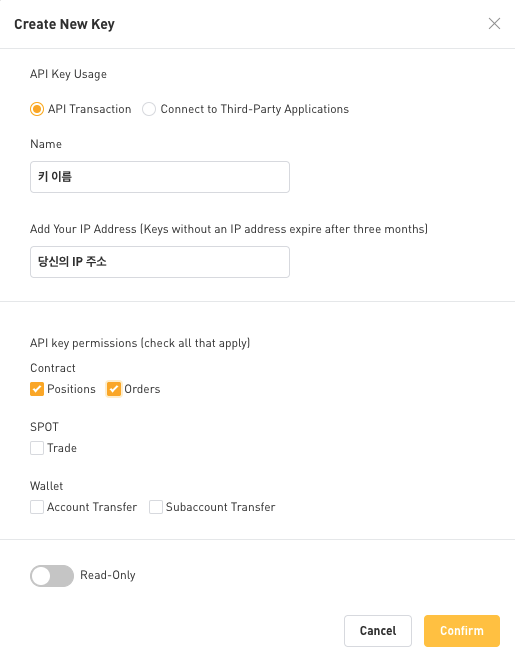 Create New Key
API Key Usage
API Transaction Connect to Third-Party Applications
Name
키 이름
Add Your IP Address (Keys without an IP address expire after three months)
당신의 IP 주소
API key permissions (check all that apply)
Contract
Positions Orders
SPOT
Trade
Wallet
Account Transfer Subaccount Transfer
Read-Only
Cancel Confirm